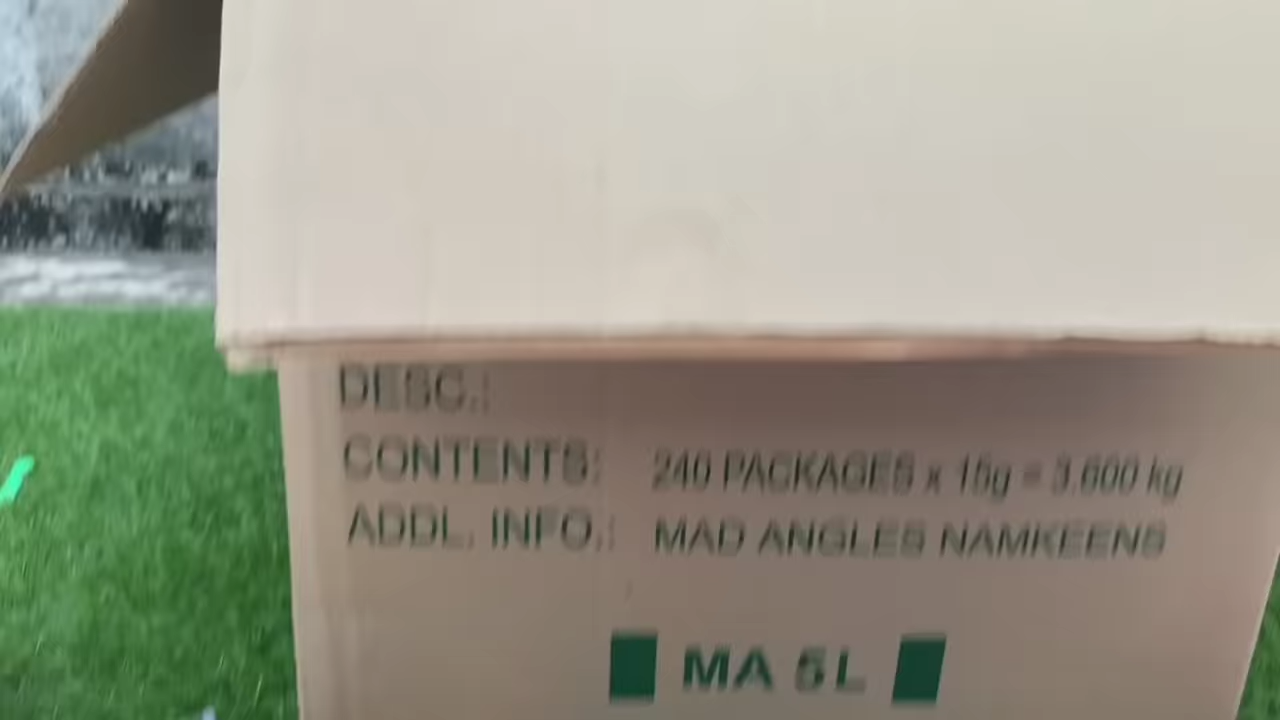 DESC.:
CONTENTS: 240 PACKAGES x 15g = 3.600 kg
ADDL. INFO.: MAD ANGLES NAMKEENS
MA 5L